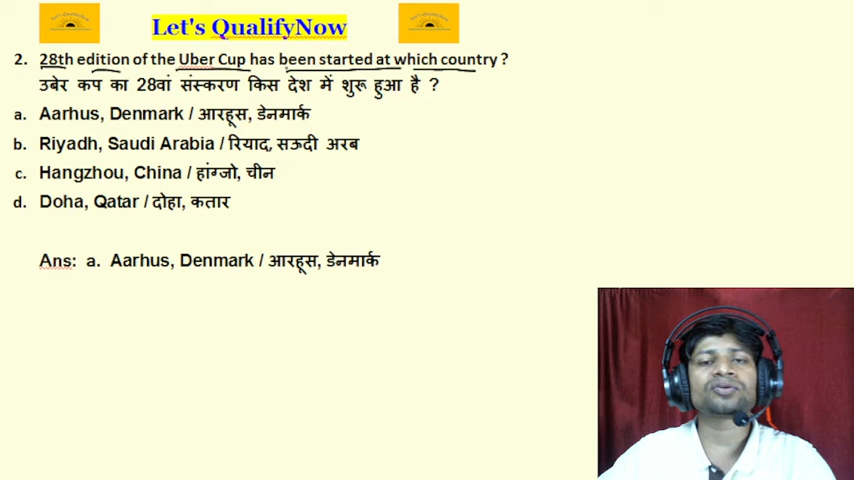 Let's QualifyNow
2. 28th edition of the Uber Cup has been started at which country ?
उबेर कप का 28वां संस्करण किस देश में शुरू हुआ है ?
a. Aarhus, Denmark / आरहूस, डेनमार्क
b. Riyadh, Saudi Arabia / रियाद, सऊदी अरब
c. Hangzhou, China / हांग्जो, चीन
d. Doha, Qatar / दोहा, कतार
Ans: a. Aarhus, Denmark / आरहूस, डेनमार्क